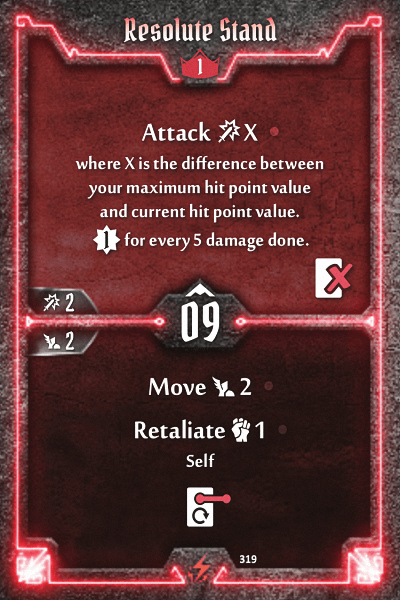 Resolute Stand
1
Attack X
where X is the difference between
your maximum hit point value
and current hit point value.
1 for every 5 damage done.
2
09
2
Move 2
Retaliate 1
Self
319